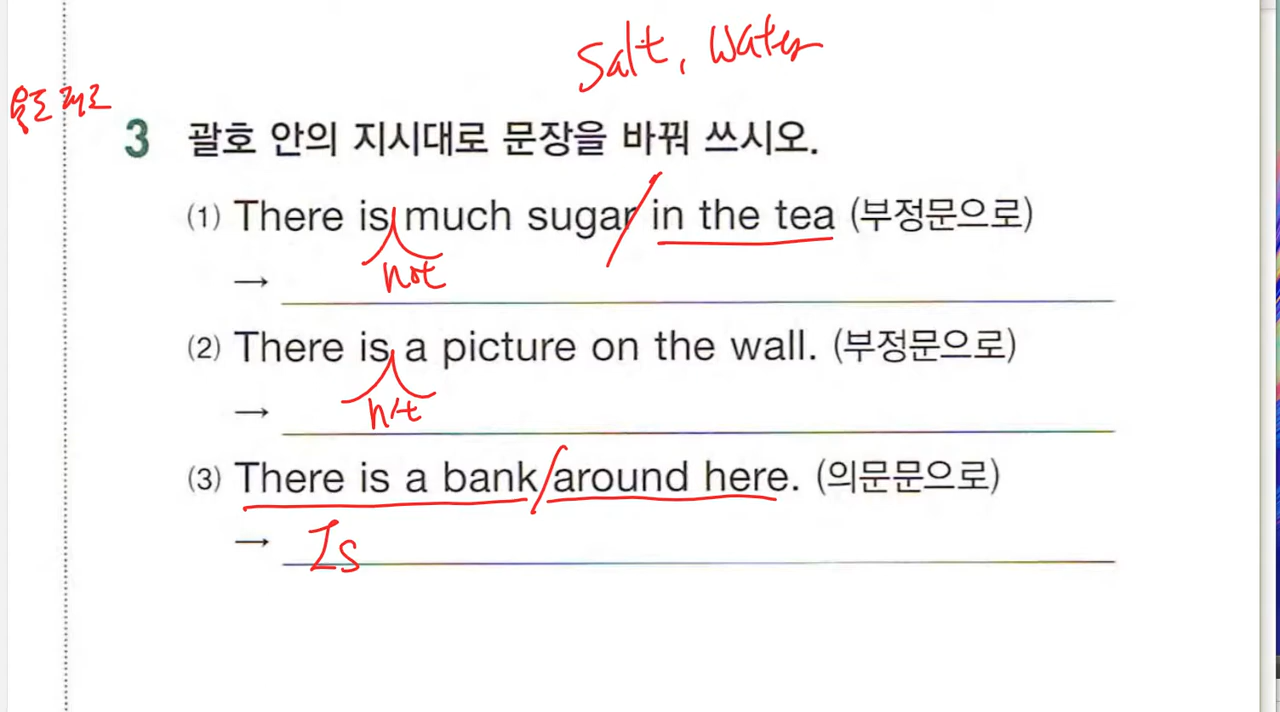 salt, water
3 괄호 안의 지시대로 문장을 바꿔 쓰시오.
(1) There is much sugar / in the tea (부정문으로)
not
→
(2) There is a picture on the wall. (부정문으로)
→
(3) There is a bank / around here. (의문문으로)
→ Is